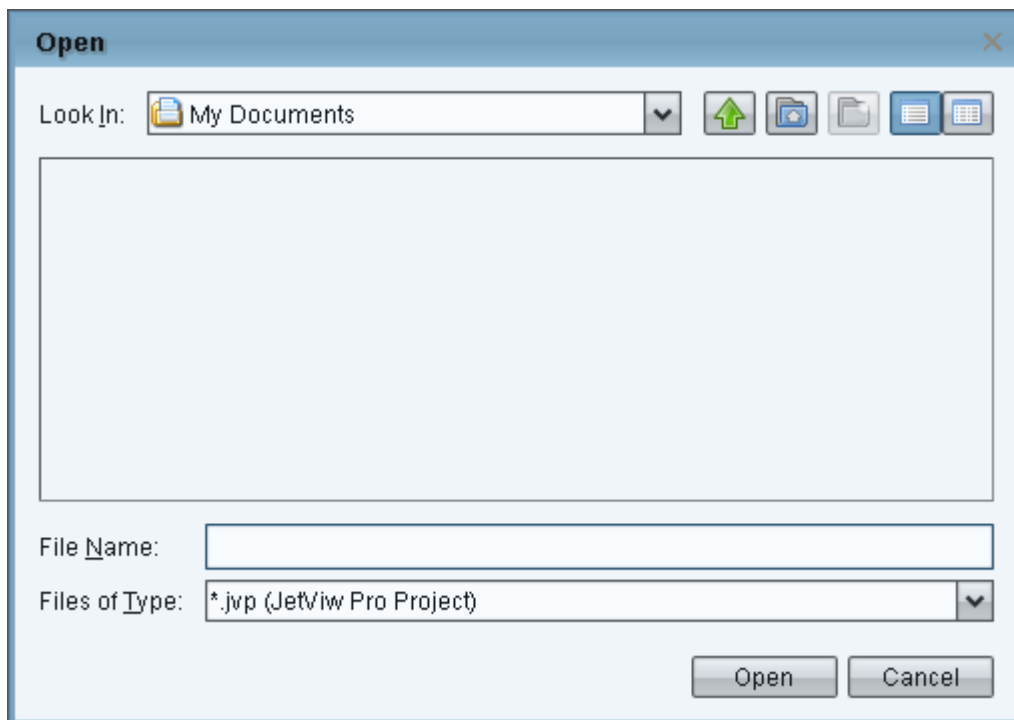 Open
Look In: My Documents
File Name:
Files of Type: *.jvp (JetViw Pro Project)
Open Cancel